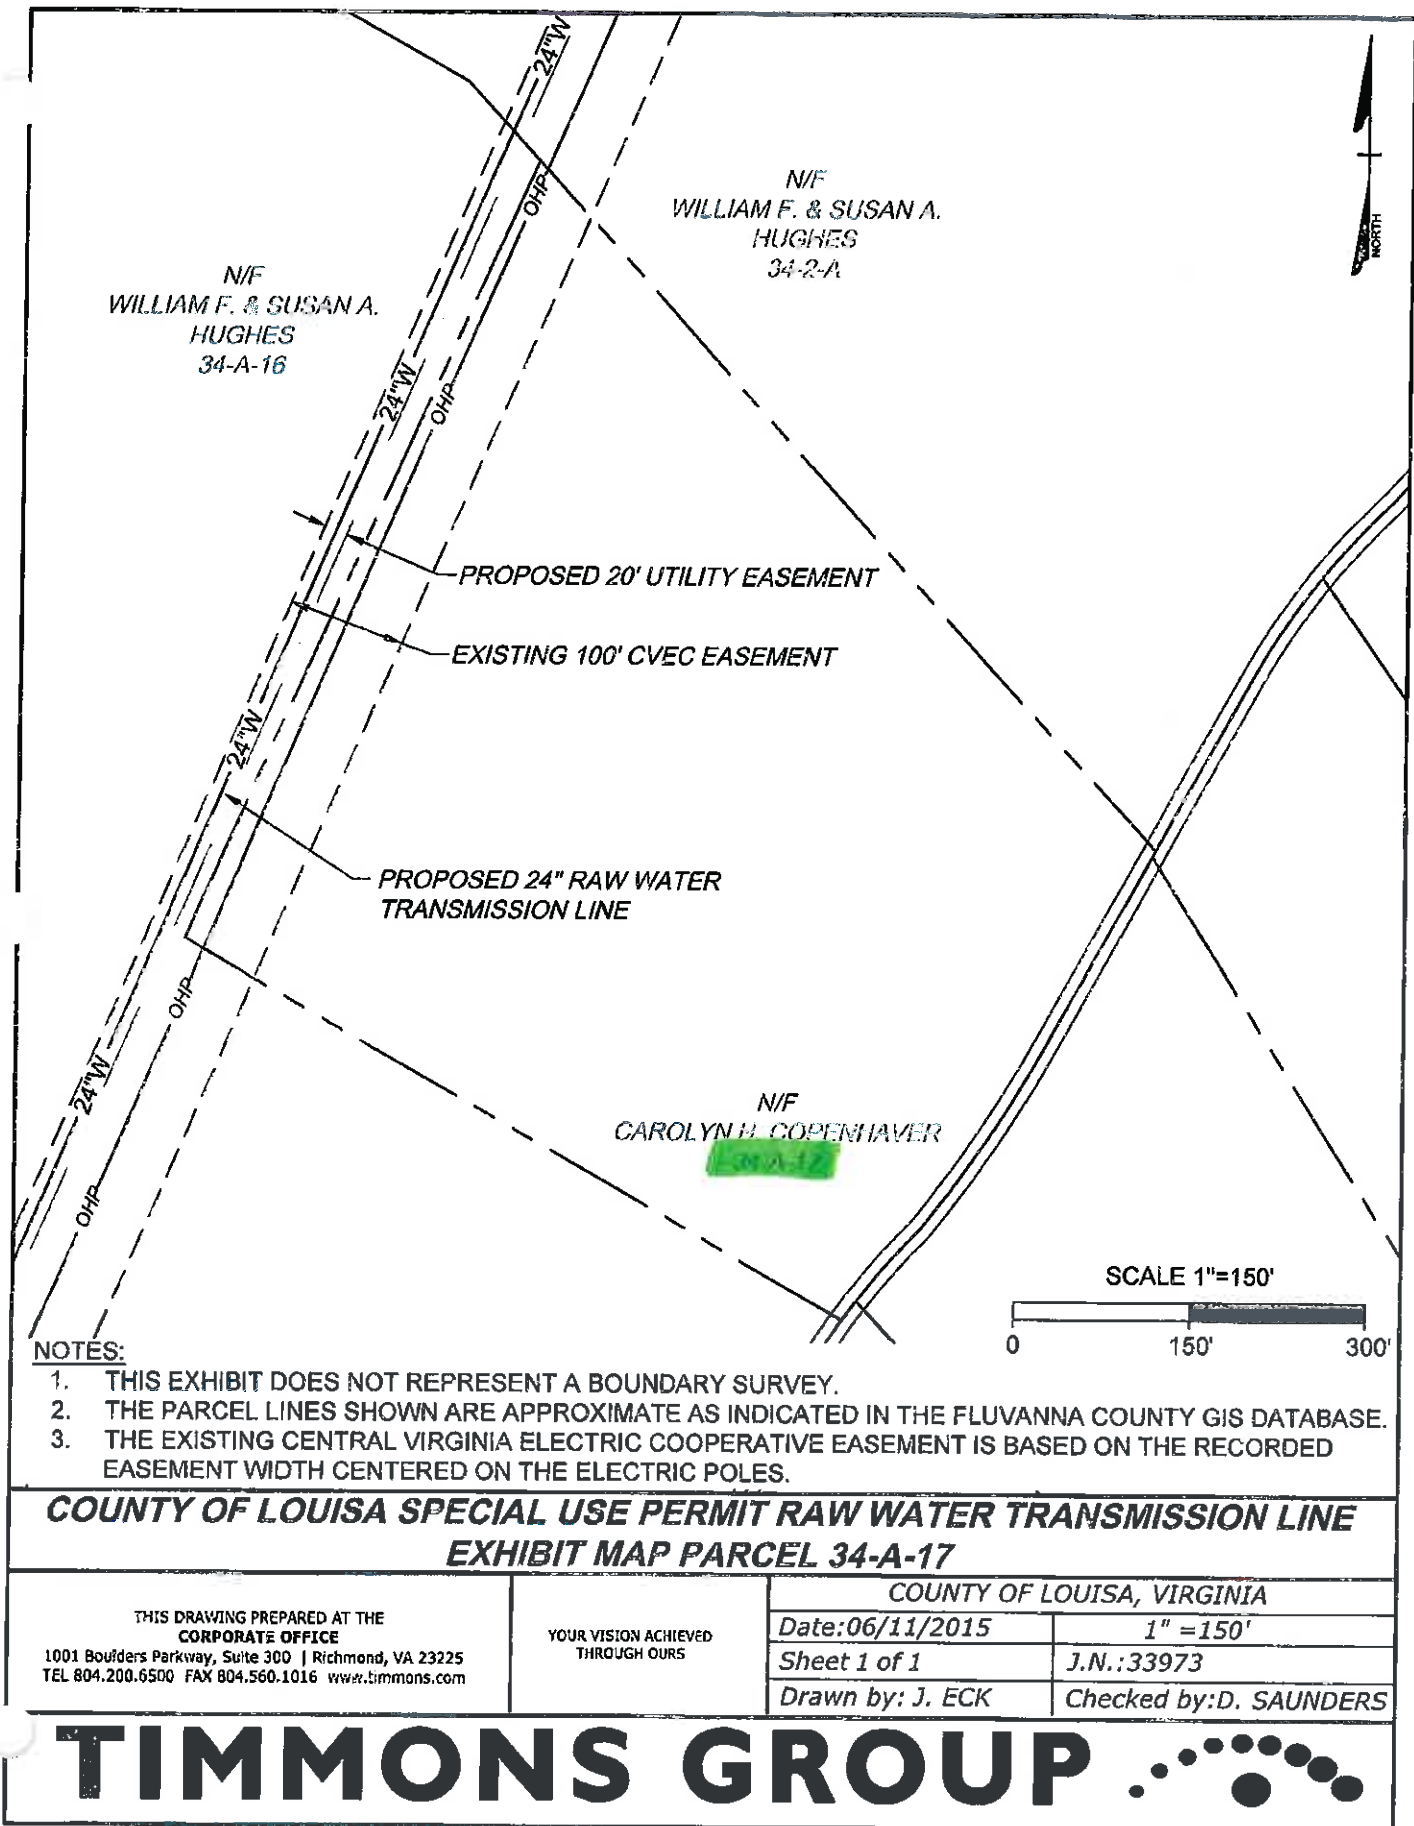 24"W
N/F
WILLIAM F. & SUSAN A.
HUGHES
34-2-A
OHP
NORTH
N/F
WILLIAM F. & SUSAN A.
HUGHES
34-A-16
24"W
OHP
PROPOSED 20' UTILITY EASEMENT
EXISTING 100' CVEC EASEMENT
24"W
PROPOSED 24" RAW WATER
TRANSMISSION LINE
OHP
24"W
N/F
CAROLYN H. COPENHAVER
34-A-17
OHP
SCALE 1"=150'
0 150' 300'
NOTES:
1. THIS EXHIBIT DOES NOT REPRESENT A BOUNDARY SURVEY.
2. THE PARCEL LINES SHOWN ARE APPROXIMATE AS INDICATED IN THE FLUVANNA COUNTY GIS DATABASE.
3. THE EXISTING CENTRAL VIRGINIA ELECTRIC COOPERATIVE EASEMENT IS BASED ON THE RECORDED
EASEMENT WIDTH CENTERED ON THE ELECTRIC POLES.
COUNTY OF LOUISA SPECIAL USE PERMIT RAW WATER TRANSMISSION LINE
EXHIBIT MAP PARCEL 34-A-17
THIS DRAWING PREPARED AT THE
CORPORATE OFFICE
1001 Boulders Parkway, Suite 300 | Richmond, VA 23225
TEL 804.200.6500 FAX 804.560.1016 www.timmons.com
YOUR VISION ACHIEVED
THROUGH OURS
COUNTY OF LOUISA, VIRGINIA
Date:06/11/2015 1" =150'
Sheet 1 of 1 J.N.:33973
Drawn by: J. ECK Checked by:D. SAUNDERS
TIMMONS GROUP